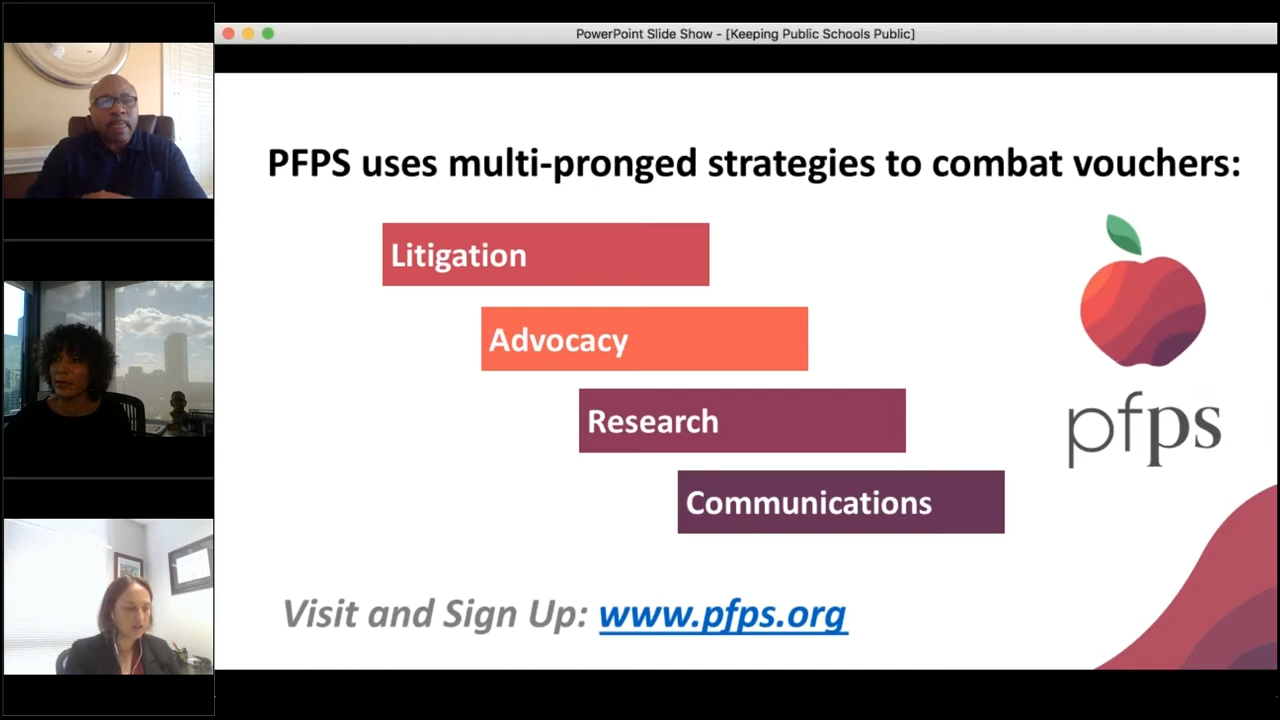 PowerPoint Slide Show - [Keeping Public Schools Public]
PFPS uses multi-pronged strategies to combat vouchers:
Litigation
Advocacy
Research
Communications
pfps
Visit and Sign Up: www.pfps.org